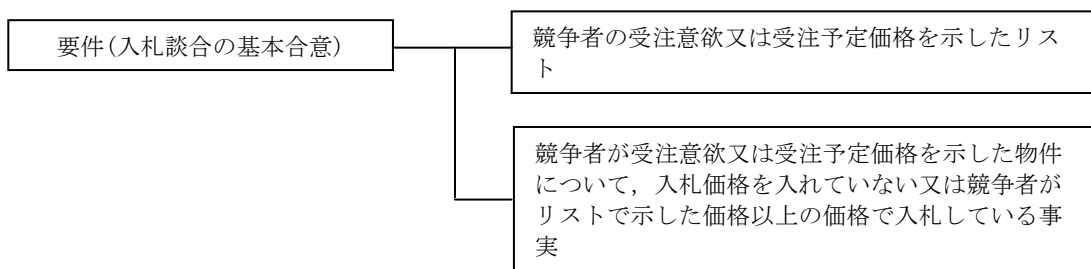 要件(入札談合の基本合意)
競争者の受注意欲又は受注予定価格を示したリス
ト
競争者が受注意欲又は受注予定価格を示した物件
について，入札価格を入れていない又は競争者が
リストで示した価格以上の価格で入札している事
実